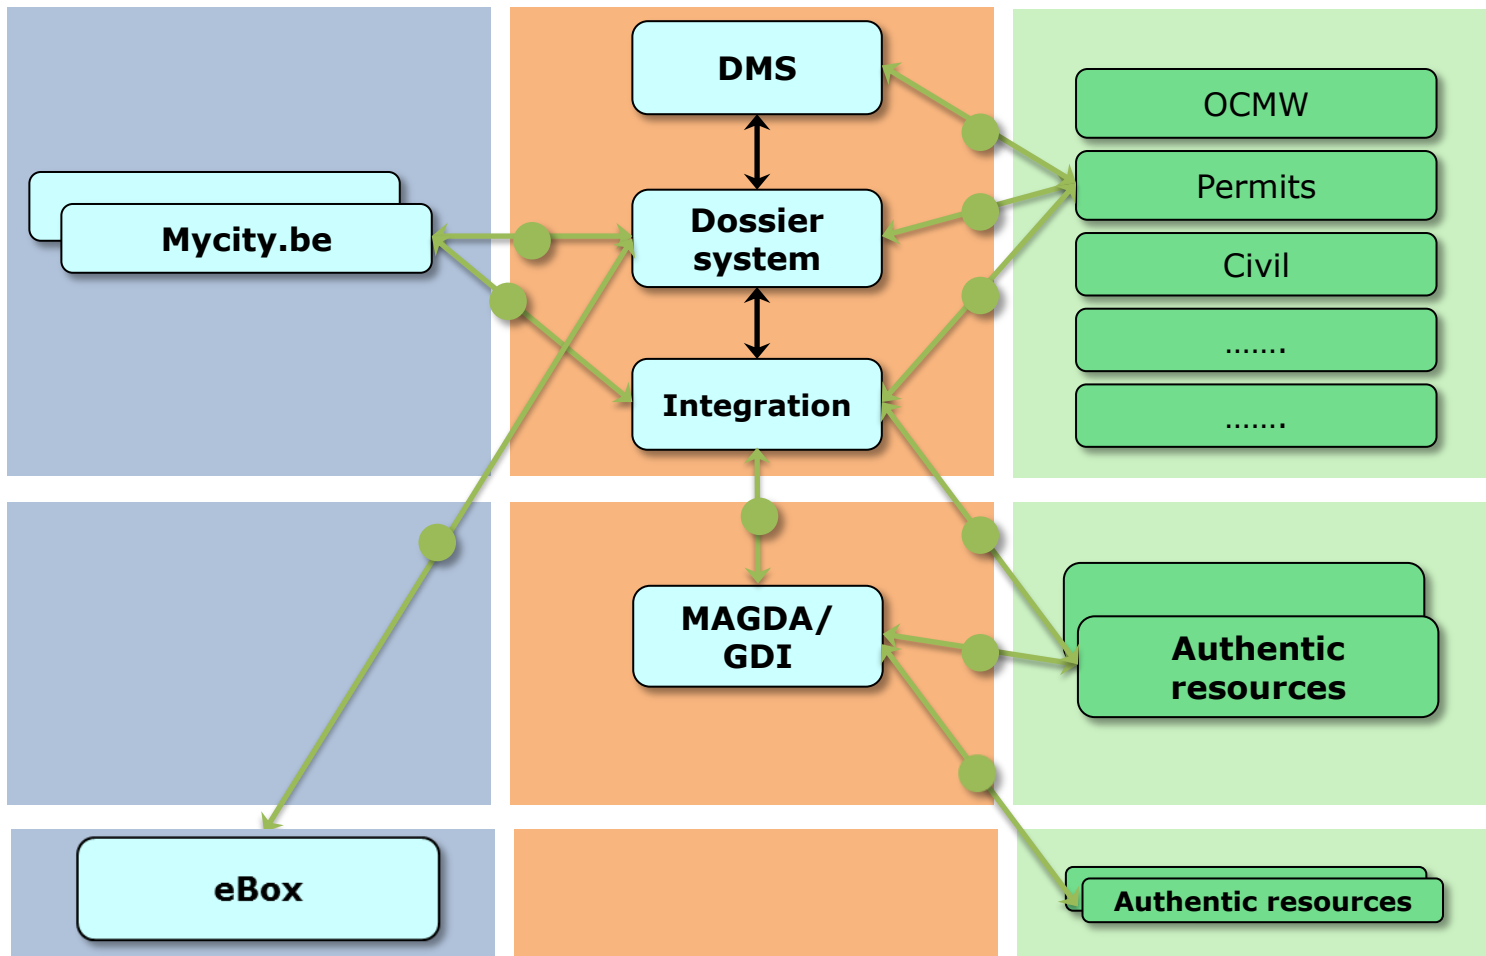 DMS
OCMW
Permits
Mycity.be
Dossier
system
Civil
.......
Integration
.......
MAGDA/
GDI
Authentic
resources
eBox
Authentic resources